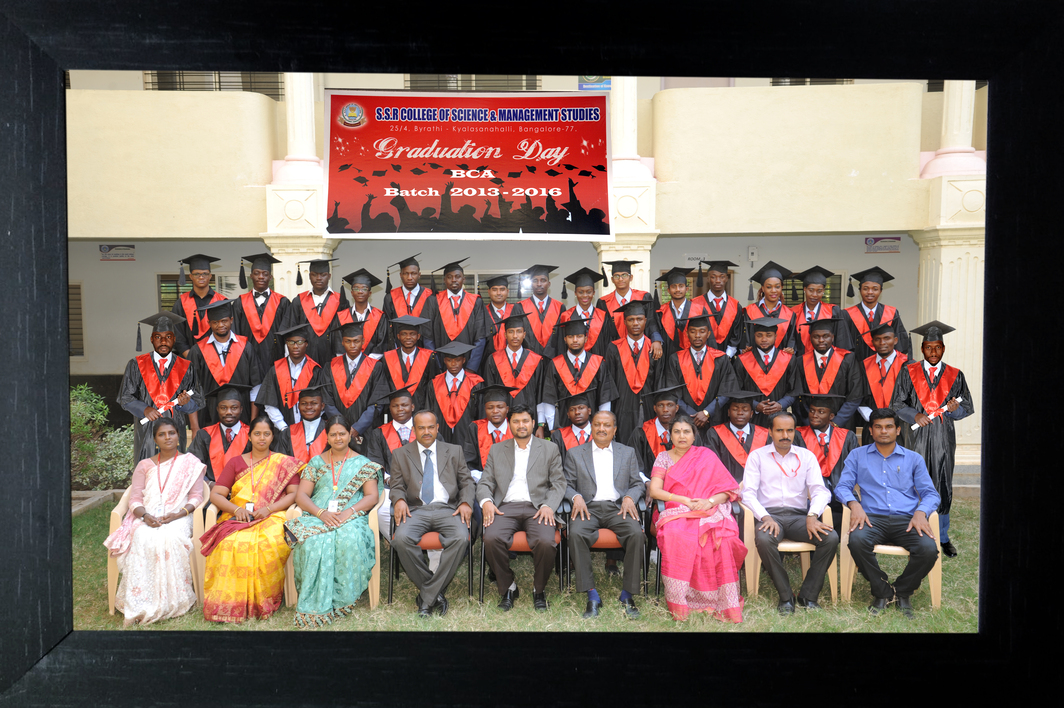 S.S.R COLLEGE OF SCIENCE & MANAGEMENT STUDIES
25/4, Byrathi - Kyalasanahalli, Bangalore-77.
Graduation Day
BCA
Batch 2013-2016